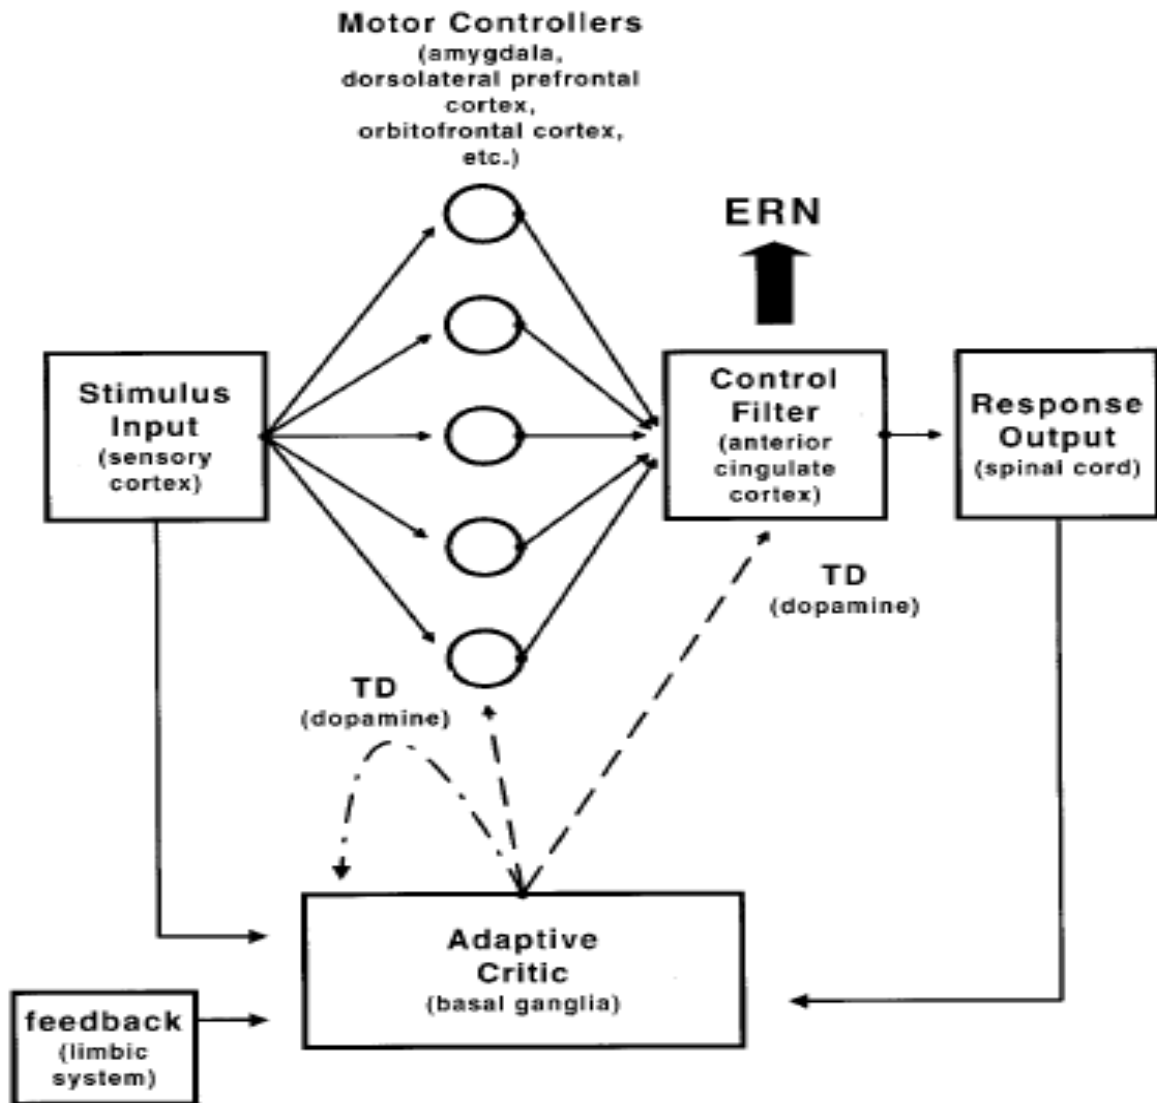 Motor Controllers
(amygdala,
dorsolateral prefrontal
cortex,
orbitofrontal cortex,
etc.)
ERN
Stimulus
Input
(sensory
cortex)
Control
Filter
(anterior
cingulate
cortex)
Response
Output
(spinal cord)
TD
(dopamine)
TD
(dopamine)
Adaptive
Critic
(basal ganglia)
feedback
(limbic
system)